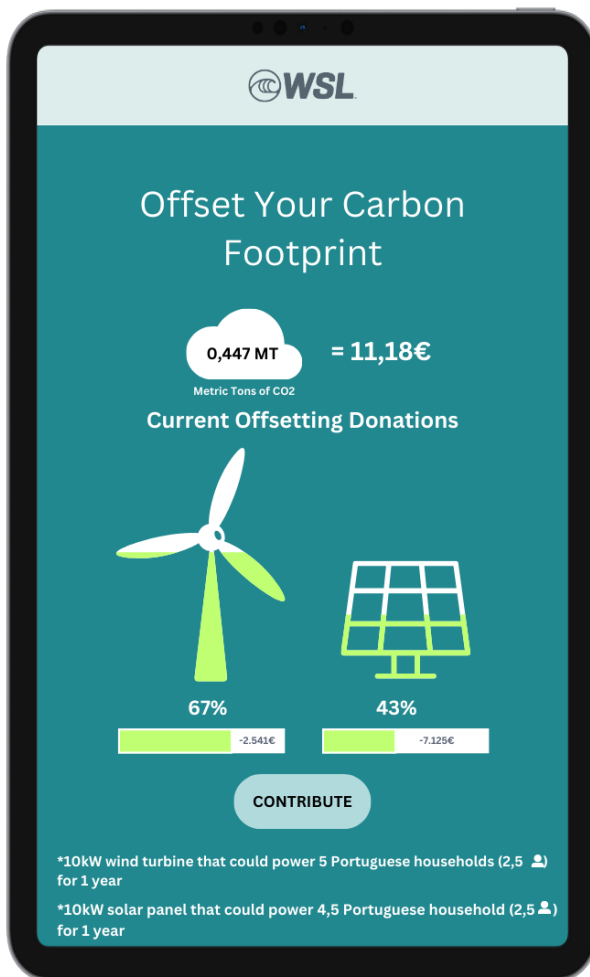 WSL
Offset Your Carbon
Footprint
0,447 MT
= 11,18€
Metric Tons of CO2
Current Offsetting Donations
67%
43%
-2.541€
-7.125€
CONTRIBUTE
*10kW wind turbine that could power 5 Portuguese households (2,5 )
for 1 year
*10kW solar panel that could power 4,5 Portuguese household (2,5 )
for 1 year